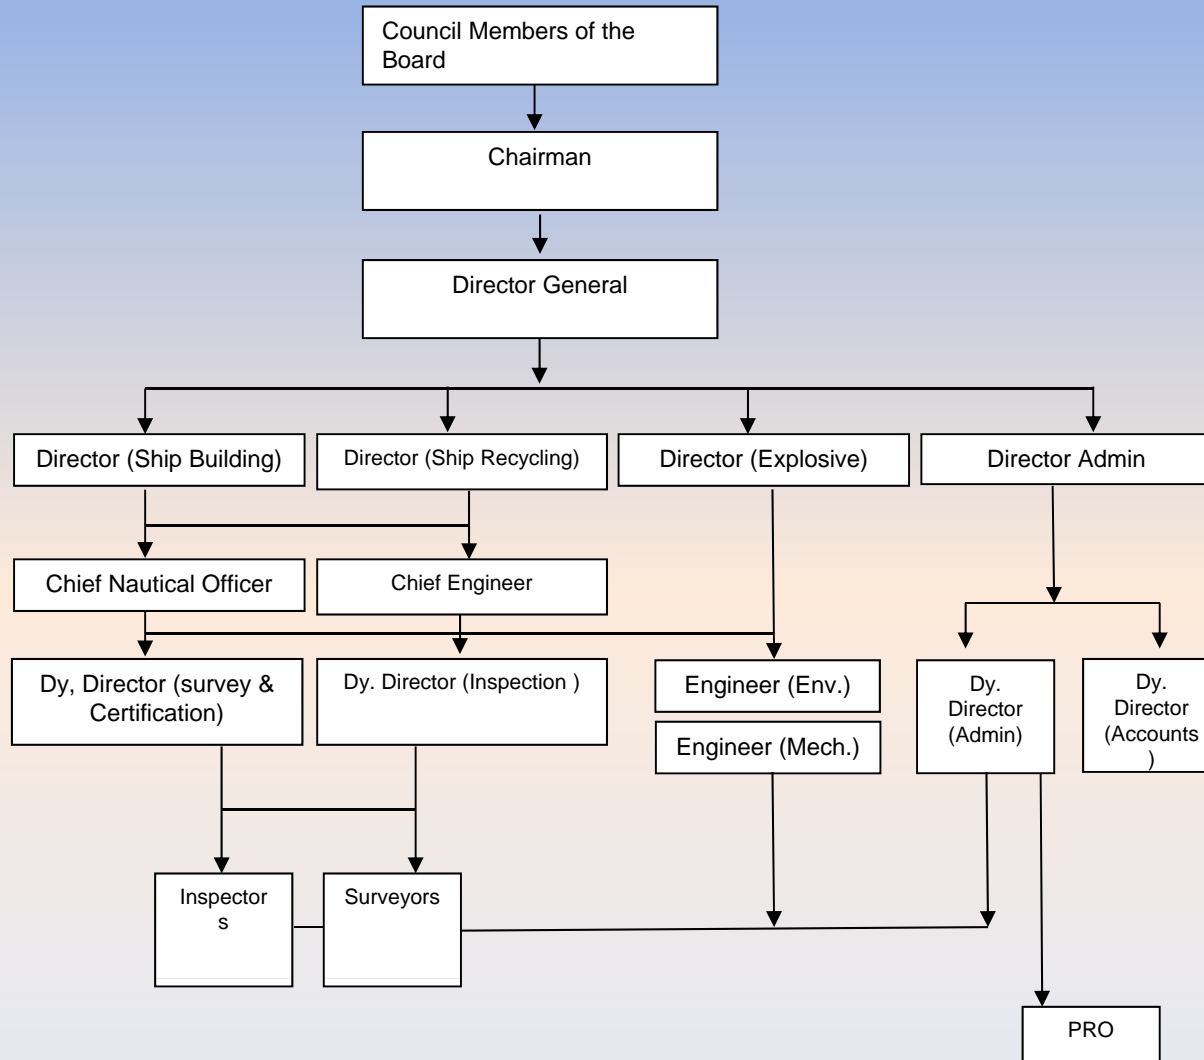 Council Members of the
Board
Chairman
Director General
Director (Ship Building)
Director (Ship Recycling)
Director (Explosive)
Director Admin
Chief Nautical Officer
Chief Engineer
Dy, Director (survey &
Certification)
Dy. Director (Inspection )
Engineer (Env.)
Engineer (Mech.)
Dy.
Director
(Admin)
Dy.
Director
(Accounts
)
Inspector
s
Surveyors
PRO